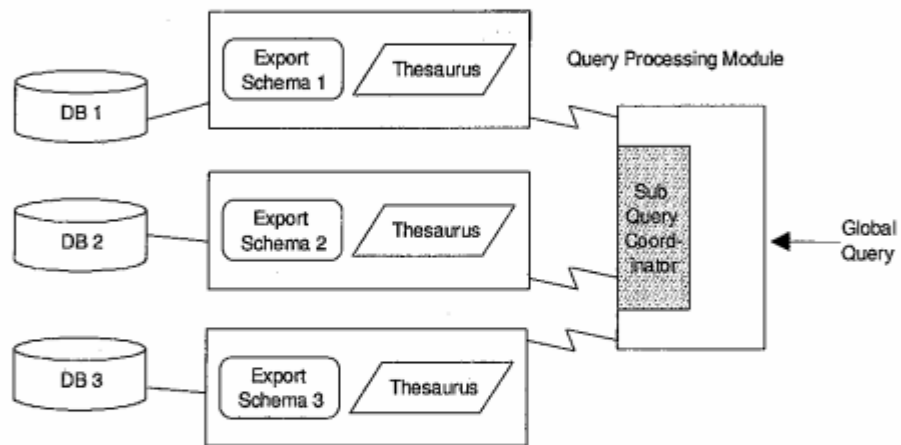 Export
Schema 1
Thesaurus
Query Processing Module
DB 1
Export
Schema 2
Thesaurus
DB 2
Sub
Query
Coord-
inator
Global
Query
Export
Schema 3
Thesaurus
DB 3